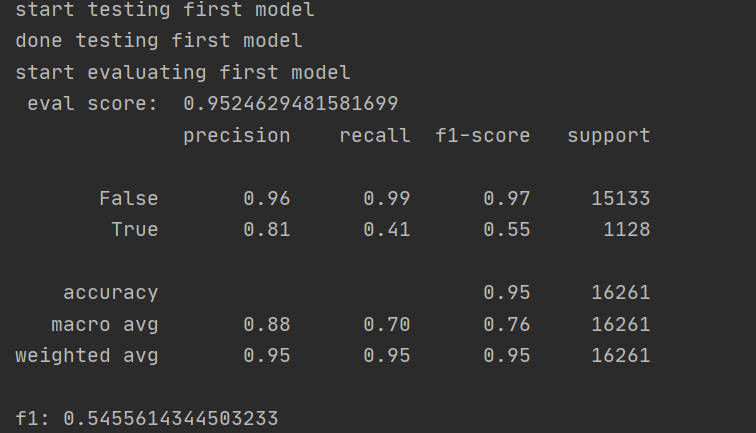 start testing first model
done testing first model
start evaluating first model
eval score:  0.9524629481581699
precision    recall  f1-score   support
False       0.96      0.99      0.97     15133
True       0.81      0.41      0.55      1128
accuracy                           0.95     16261
macro avg       0.88      0.70      0.76     16261
weighted avg       0.95      0.95      0.95     16261
f1: 0.5455614344503233